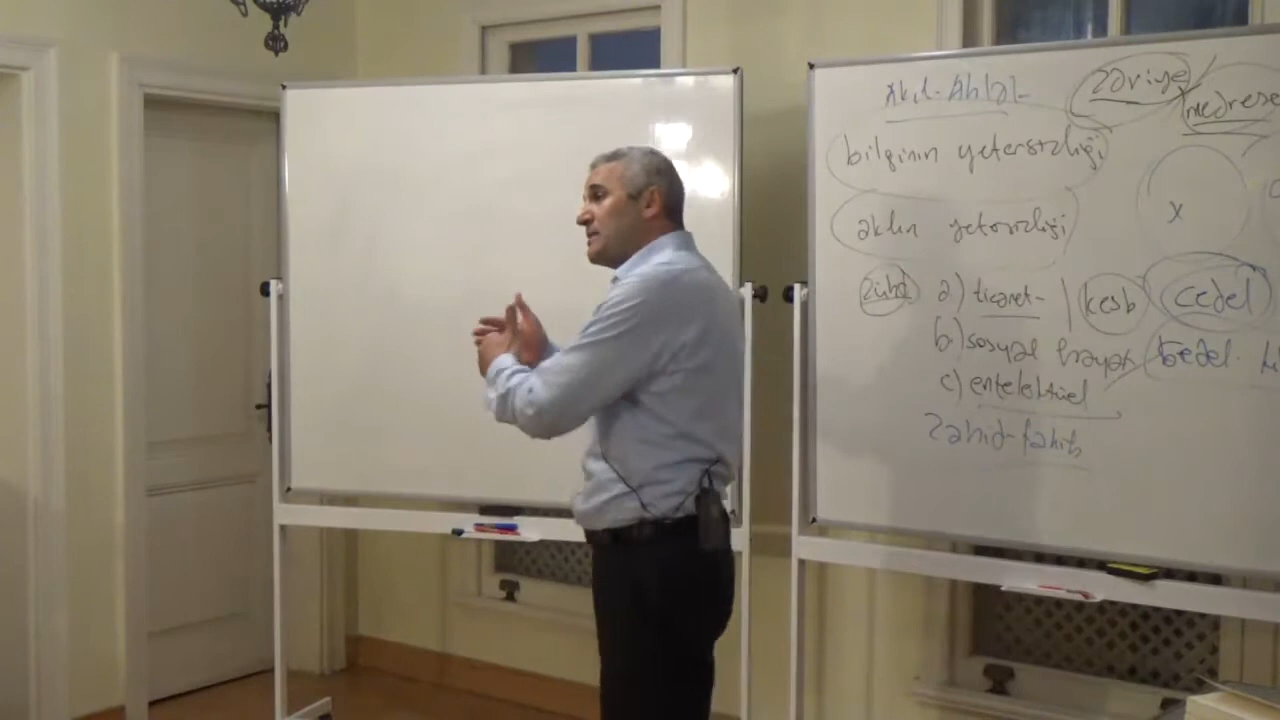 Akıl-Ahlak
zaviye
medrese
bilginin yetersizliği
aklın yetersizliği
x
zühd a) ticaret- | kesb cedel
b) sosyal hayat bedel
c) entelektüel
Zahid-fakih